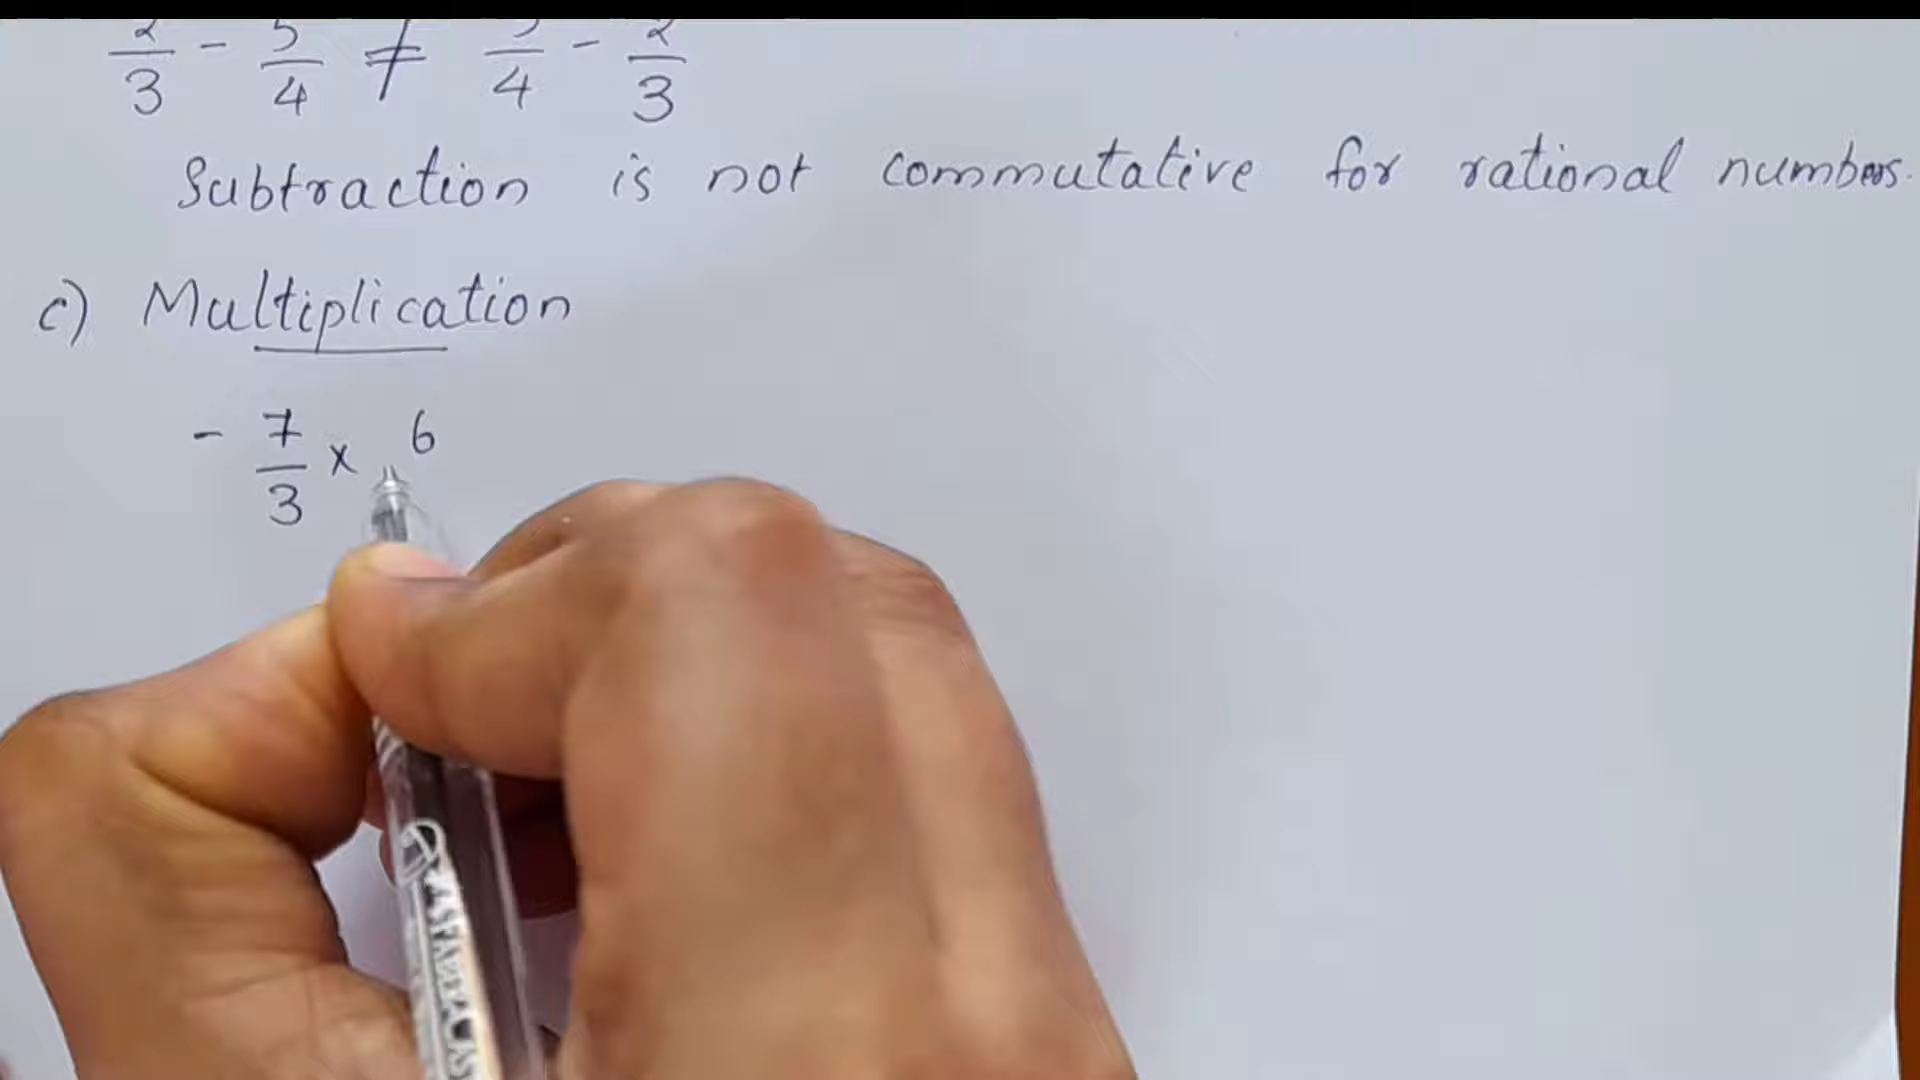 2/3 - 5/4 ≠ 5/4 - 2/3
Subtraction is not commutative for rational numbers.
c) Multiplication
- 7/3 x 6